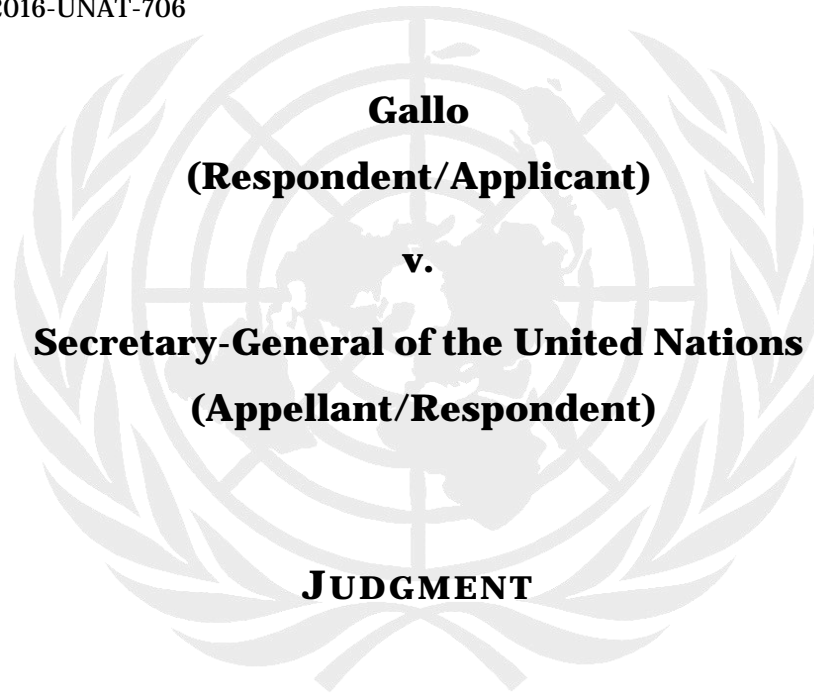 2016-UNAT-706
Gallo
(Respondent/Applicant)
v.
Secretary-General of the United Nations
(Appellant/Respondent)
JUDGMENT